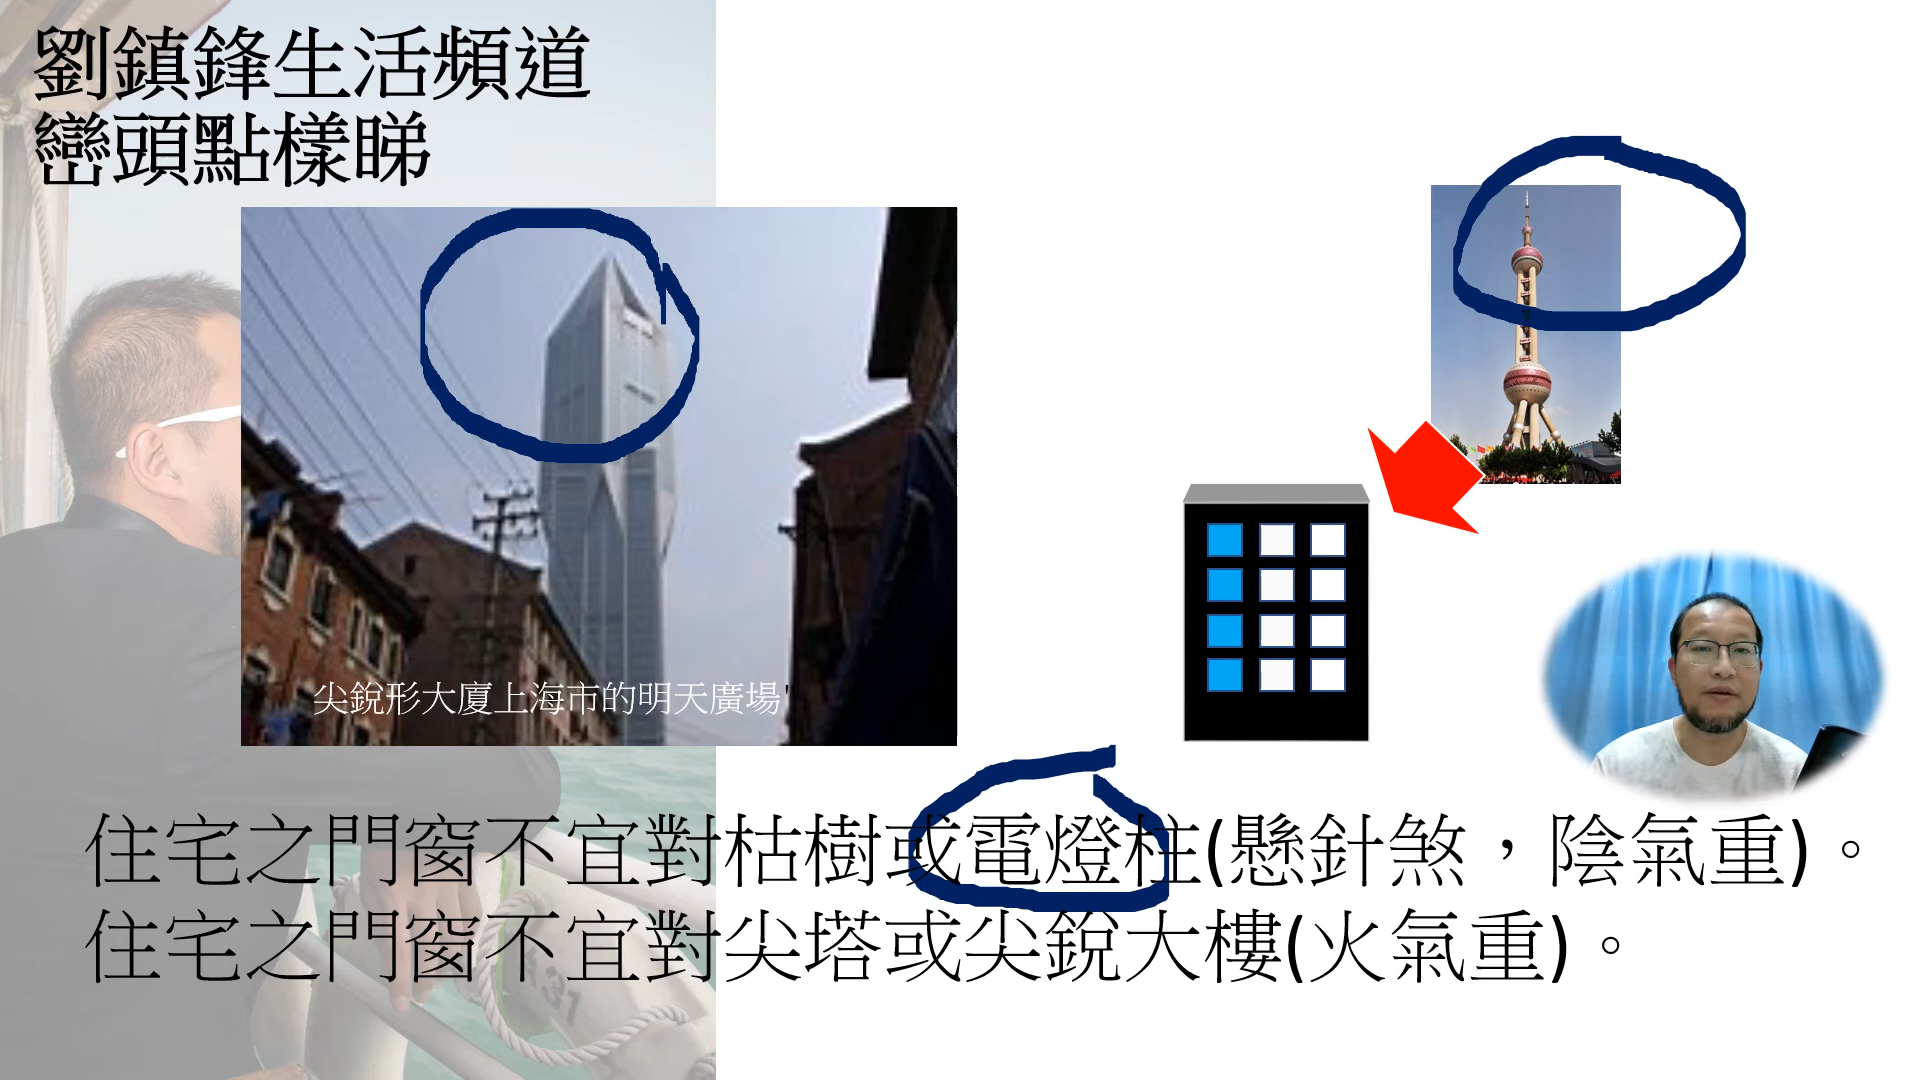 劉鎮鋒生活頻道
巒頭點樣睇
尖銳形大廈上海市的明天廣場"
住宅之門窗不宜對枯樹或電燈柱(懸針煞，陰氣重)。
住宅之門窗不宜對尖塔或尖銳大樓(火氣重)。
37